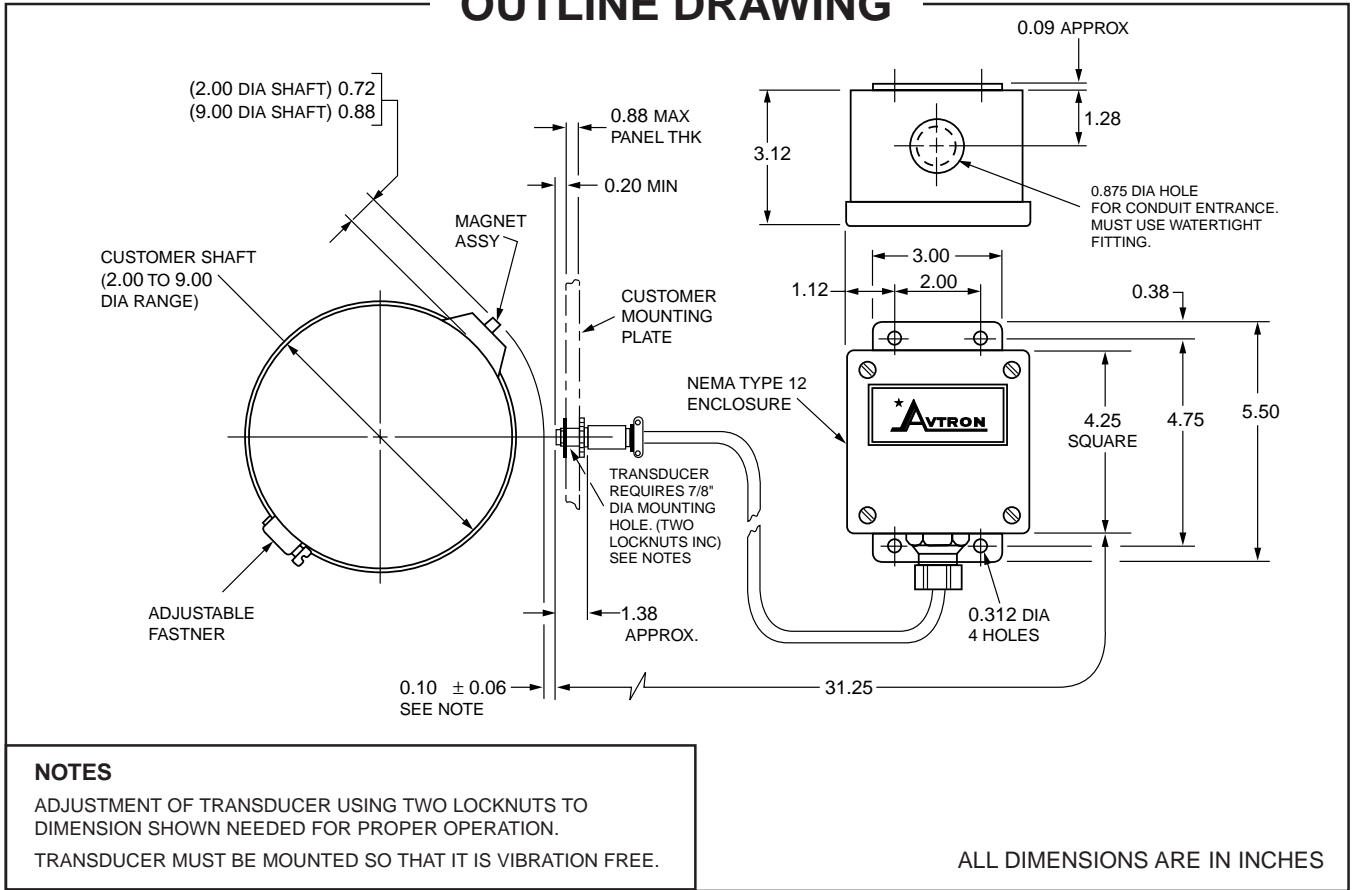 OUTLINE DRAWING
0.09 APPROX
(2.00 DIA SHAFT) 0.72
(9.00 DIA SHAFT) 0.88
0.88 MAX
PANEL THK
3.12
1.28
0.20 MIN
0.875 DIA HOLE
FOR CONDUIT ENTRANCE.
MUST USE WATERTIGHT
FITTING.
MAGNET
ASSY
CUSTOMER SHAFT
(2.00 TO 9.00
DIA RANGE)
3.00
1.12
2.00
0.38
CUSTOMER
MOUNTING
PLATE
NEMA TYPE 12
ENCLOSURE
AVTRON
4.25
SQUARE
4.75
5.50
TRANSDUCER
REQUIRES 7/8"
DIA MOUNTING
HOLE. (TWO
LOCKNUTS INC)
SEE NOTES
ADJUSTABLE
FASTNER
1.38
APPROX.
0.312 DIA
4 HOLES
0.10 ± 0.06
SEE NOTE
31.25
NOTES
ADJUSTMENT OF TRANSDUCER USING TWO LOCKNUTS TO
DIMENSION SHOWN NEEDED FOR PROPER OPERATION.
TRANSDUCER MUST BE MOUNTED SO THAT IT IS VIBRATION FREE.
ALL DIMENSIONS ARE IN INCHES